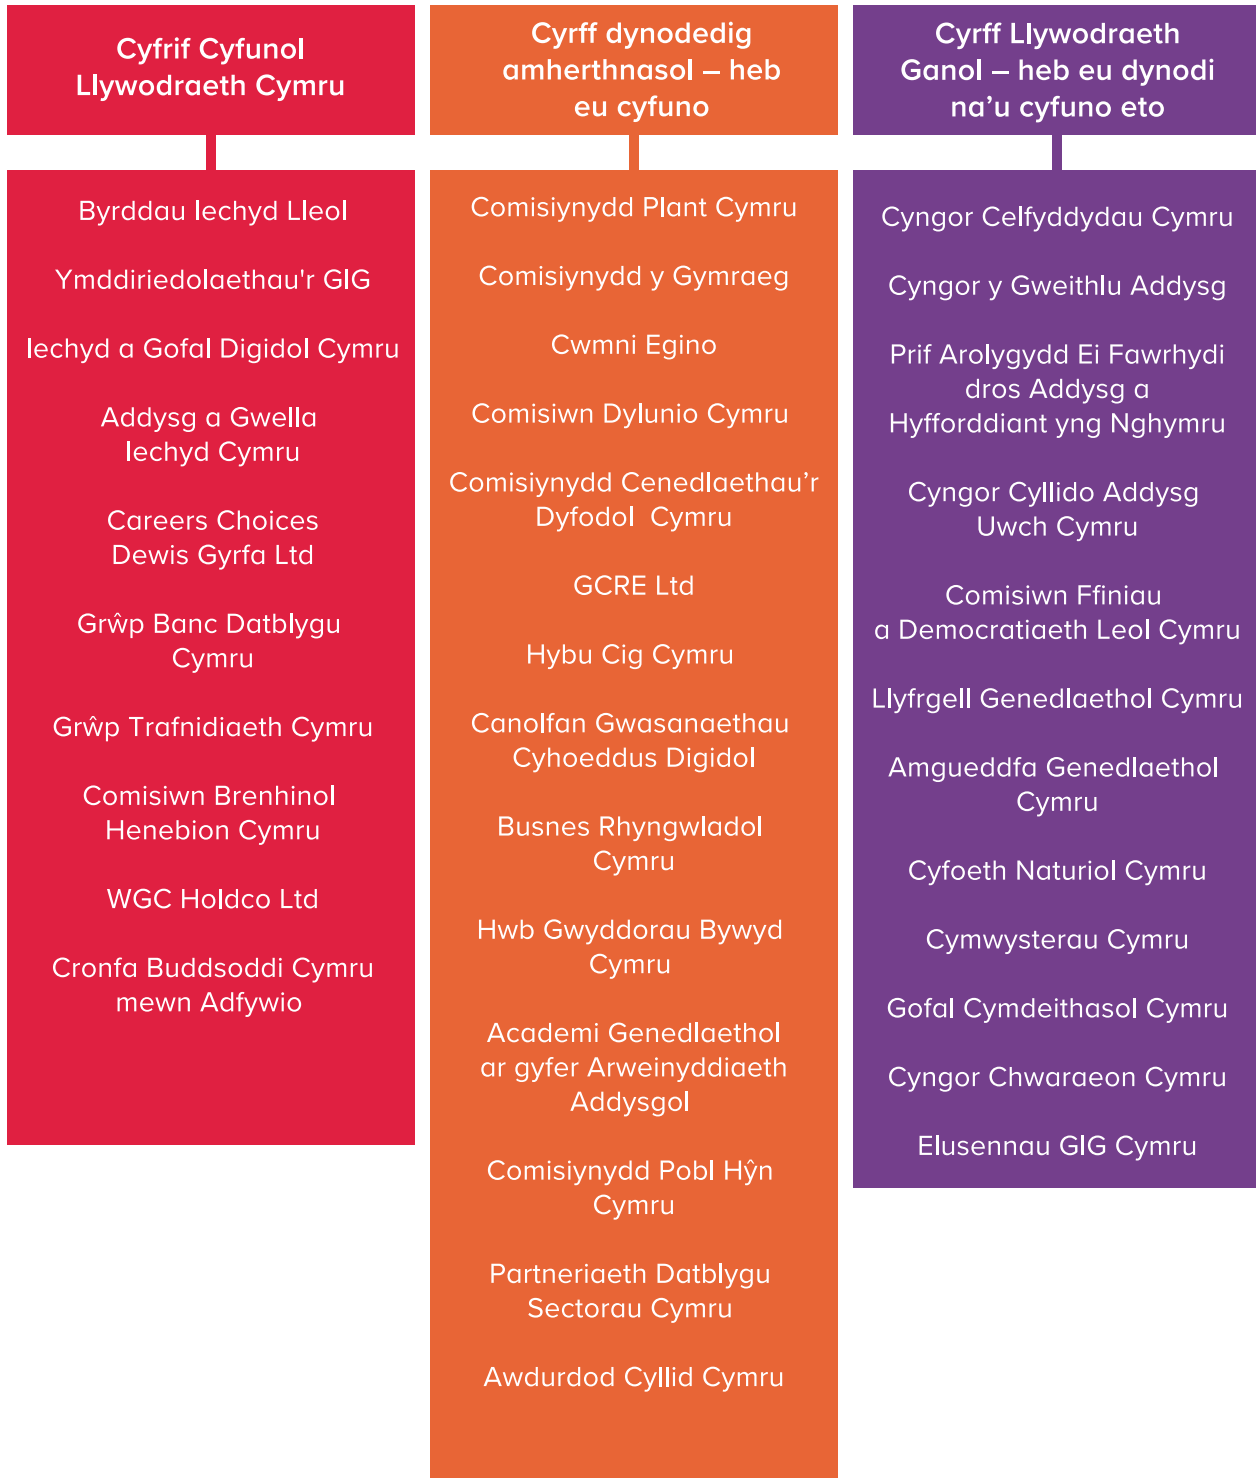 Cyfrif Cyfunol
Llywodraeth Cymru
Byrddau Iechyd Lleol
Ymddiriedolaethau'r GIG
Iechyd a Gofal Digidol Cymru
Addysg a Gwella
Iechyd Cymru
Careers Choices
Dewis Gyrfa Ltd
Grŵp Banc Datblygu
Cymru
Grŵp Trafnidiaeth Cymru
Comisiwn Brenhinol
Henebion Cymru
WGC Holdco Ltd
Cronfa Buddsoddi Cymru
mewn Adfywio
Cyrff dynodedig
amherthnasol – heb
eu cyfuno
Comisiynydd Plant Cymru
Comisiynydd y Gymraeg
Cwmni Egino
Comisiwn Dylunio Cymru
Comisiynydd Cenedlaethau’r
Dyfodol Cymru
GCRE Ltd
Hybu Cig Cymru
Canolfan Gwasanaethau
Cyhoeddus Digidol
Busnes Rhyngwladol
Cymru
Hwb Gwyddorau Bywyd
Cymru
Academi Genedlaethol
ar gyfer Arweinyddiaeth
Addysgol
Comisiynydd Pobl Hŷn
Cymru
Partneriaeth Datblygu
Sectorau Cymru
Awdurdod Cyllid Cymru
Cyrff Llywodraeth
Ganol – heb eu dynodi
na’u cyfuno eto
Cyngor Celfyddydau Cymru
Cyngor y Gweithlu Addysg
Prif Arolygydd Ei Fawrhydi
dros Addysg a
Hyfforddiant yng Nghymru
Cyngor Cyllido Addysg
Uwch Cymru
Comisiwn Ffiniau
a Democratiaeth Leol Cymru
Llyfrgell Genedlaethol Cymru
Amgueddfa Genedlaethol
Cymru
Cyfoeth Naturiol Cymru
Cymwysterau Cymru
Gofal Cymdeithasol Cymru
Cyngor Chwaraeon Cymru
Elusennau GIG Cymru